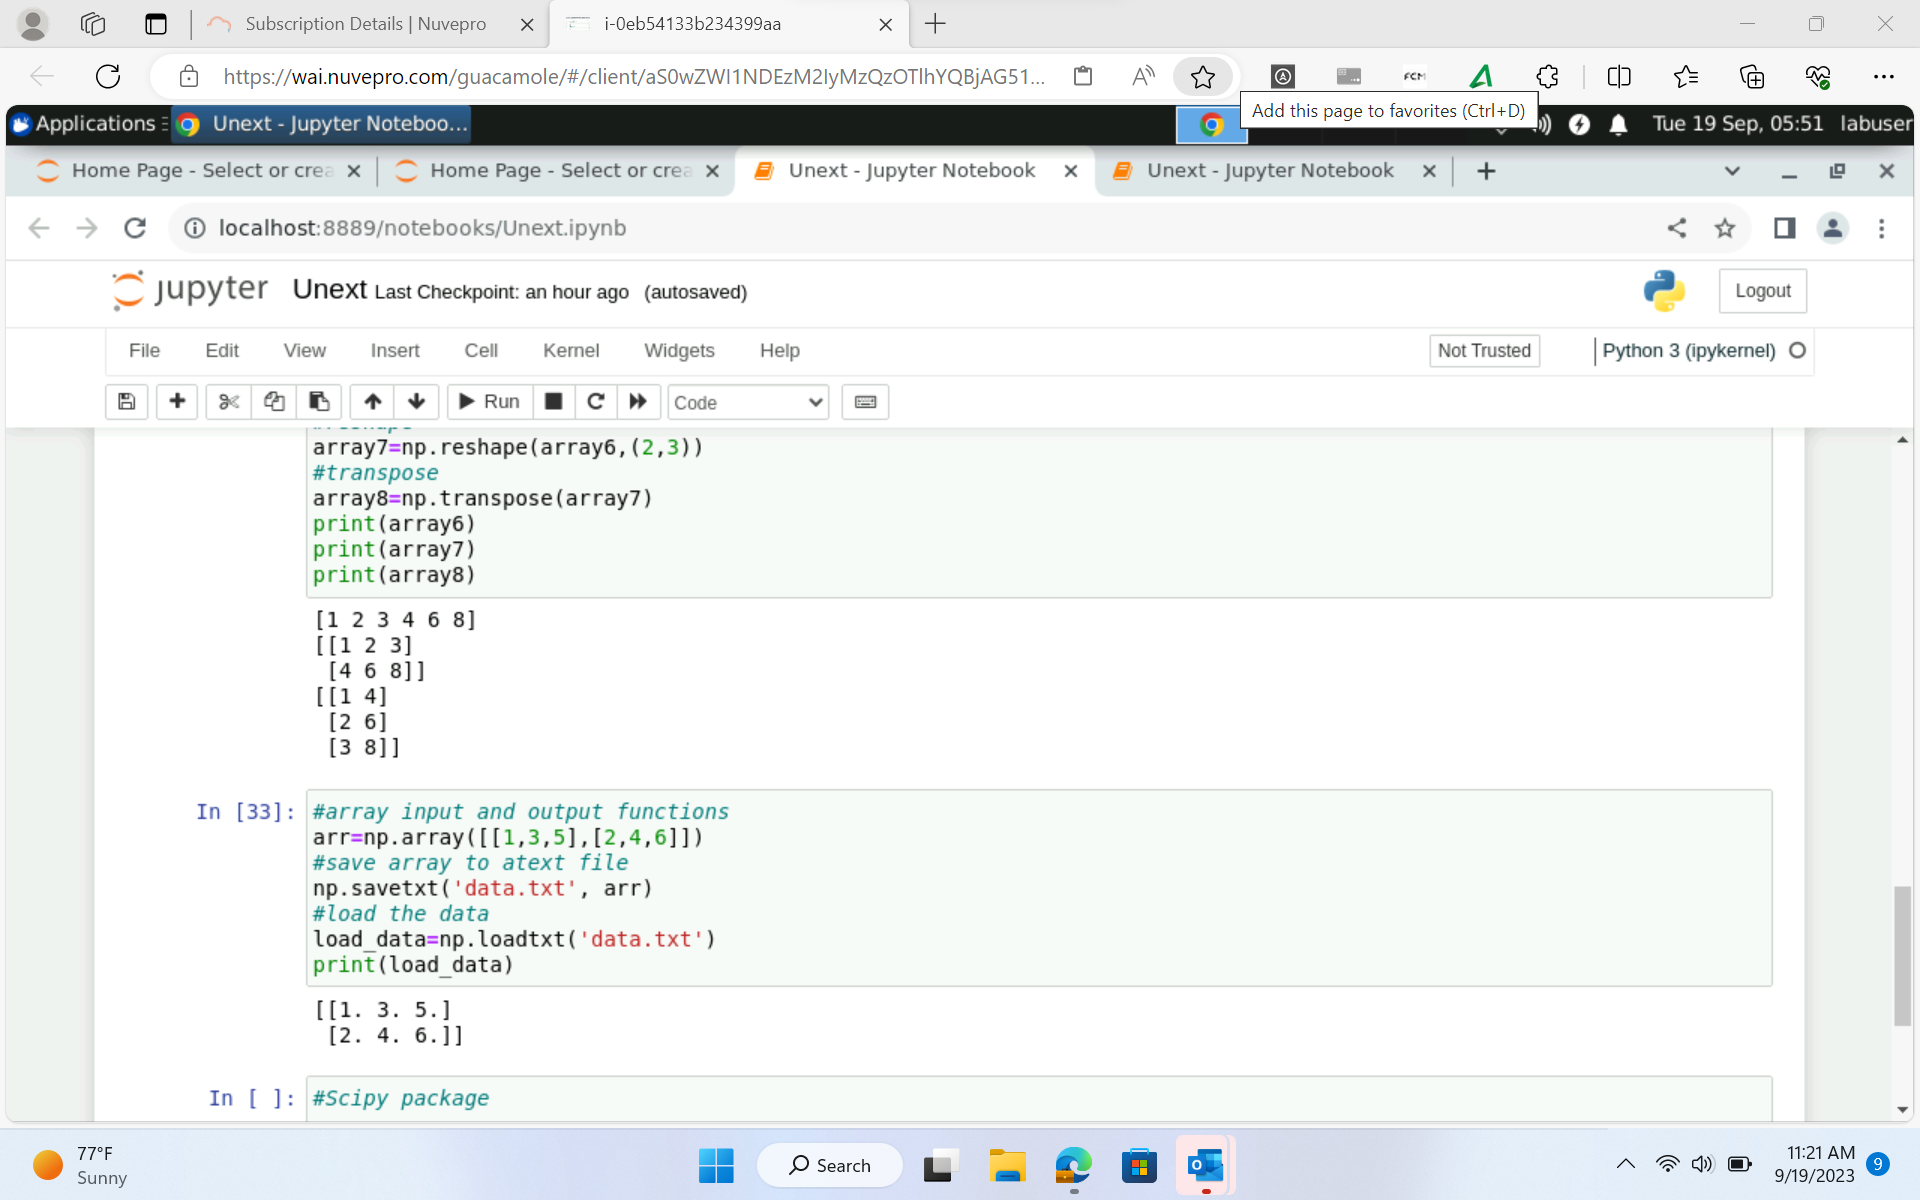 Subscription Details | Nuvepro
i-0eb54133b234399aa
https://wai.nuvepro.com/guacamole/#/client/aS0wZWI1NDEzM2IyMzQzOTlhYQBjAG51...
FCM
Add this page to favorites (Ctrl+D)
Applications
Unext - Jupyter Noteboo...
Tue 19 Sep, 05:51 labuser
Home Page - Select or crea
Home Page - Select or crea
Unext - Jupyter Notebook
Unext - Jupyter Notebook
localhost:8889/notebooks/Unext.ipynb
jupyter Unext Last Checkpoint: an hour ago (autosaved)
Logout
File Edit View Insert Cell Kernel Widgets Help
Not Trusted
Python 3 (ipykernel)
Run
Code
array7=np.reshape(array6,(2,3))
#transpose
array8=np.transpose(array7)
print(array6)
print(array7)
print(array8)
[1 2 3 4 6 8]
[[1 2 3]
[4 6 8]]
[[1 4]
[2 6]
[3 8]]
In [33]: #array input and output functions
arr=np.array([[1,3,5],[2,4,6]])
#save array to atext file
np.savetxt('data.txt', arr)
#load the data
load_data=np.loadtxt('data.txt')
print(load_data)
[[1. 3. 5.]
[2. 4. 6.]]
In [ ]: #Scipy package
77°F
Sunny
Search
11:21 AM
9/19/2023
9